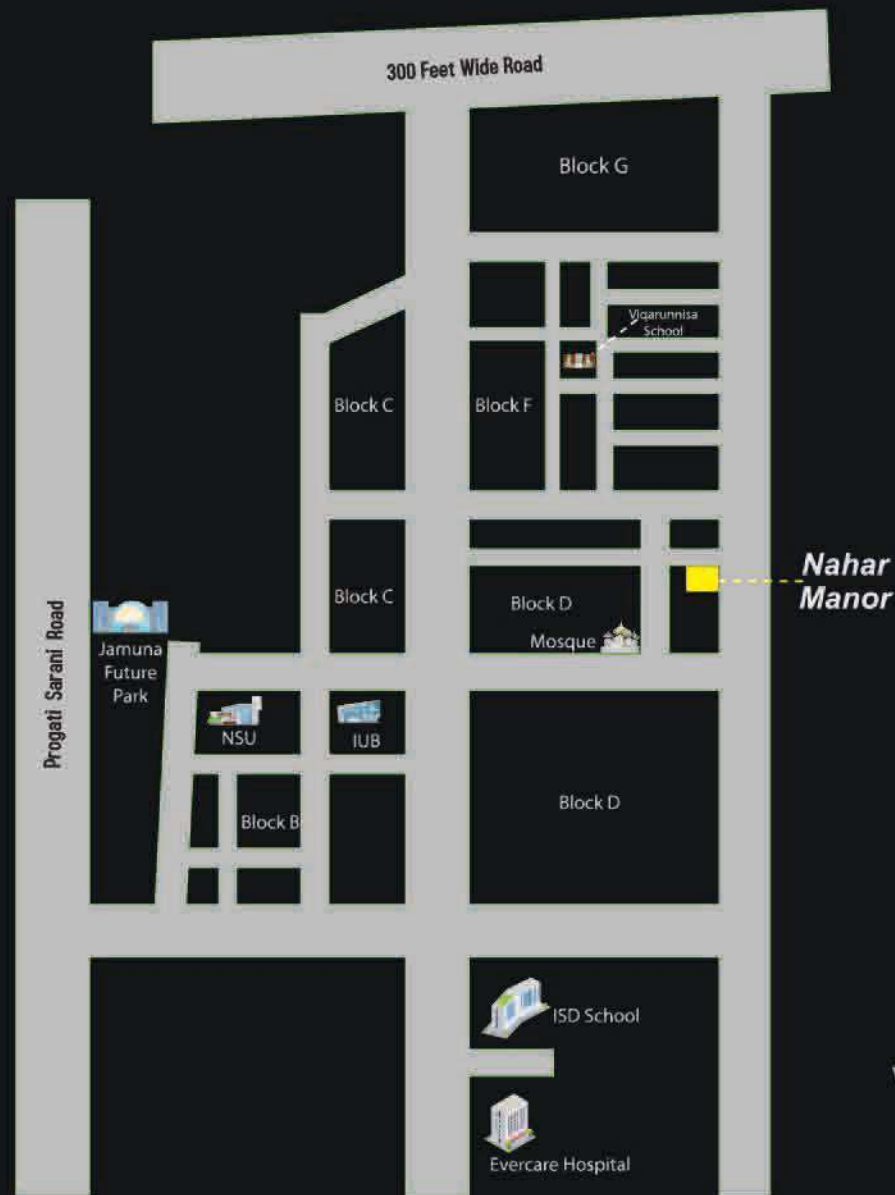 300 Feet Wide Road
Block G
Viqarunnisa
School
Block C
Block F
Nahar
Manor
Block C
Block D
Mosque
Jamuna
Future
Park
Progati Sarani Road
NSU
IUB
Block B
Block D
ISD School
Evercare Hospital